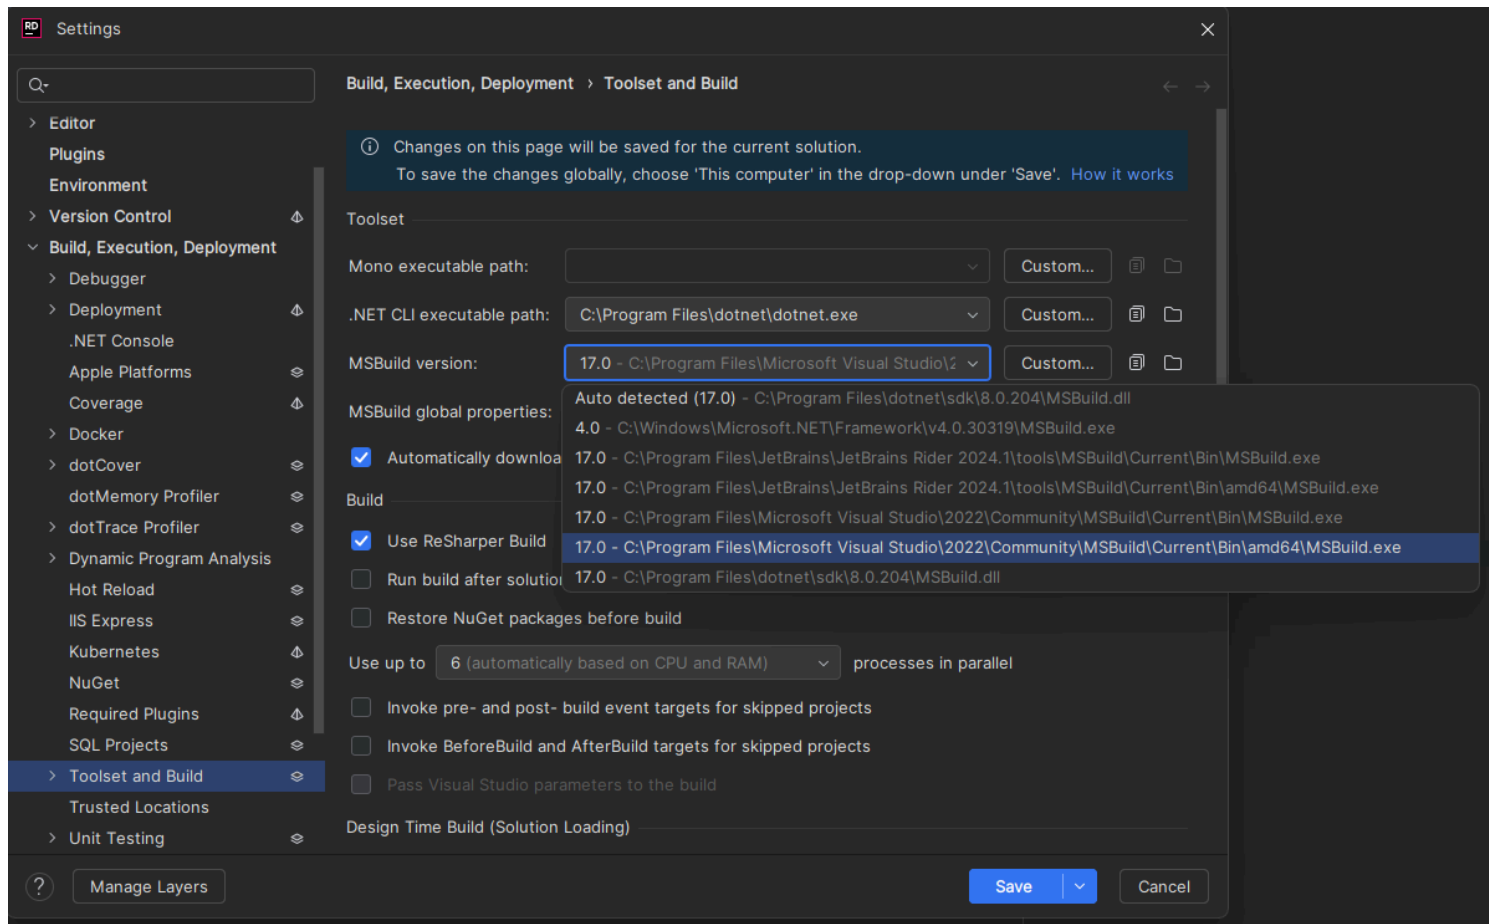 RD
Settings
Build, Execution, Deployment › Toolset and Build
Editor
Plugins
Environment
Version Control
Build, Execution, Deployment
Debugger
Deployment
.NET Console
Apple Platforms
Coverage
Docker
dotCover
dotMemory Profiler
dotTrace Profiler
Dynamic Program Analysis
Hot Reload
IIS Express
Kubernetes
NuGet
Required Plugins
SQL Projects
Toolset and Build
Trusted Locations
Unit Testing
Changes on this page will be saved for the current solution.
To save the changes globally, choose 'This computer' in the drop-down under 'Save'. How it works
Toolset
Mono executable path: Custom...
.NET CLI executable path: C:\Program Files\dotnet\dotnet.exe Custom...
MSBuild version: 17.0 - C:\Program Files\Microsoft Visual Studio\2 Custom...
MSBuild global properties:
Auto detected (17.0) - C:\Program Files\dotnet\sdk\8.0.204\MSBuild.dll
4.0 - C:\Windows\Microsoft.NET\Framework\v4.0.30319\MSBuild.exe
17.0 - C:\Program Files\JetBrains\JetBrains Rider 2024.1\tools\MSBuild\Current\Bin\MSBuild.exe
17.0 - C:\Program Files\JetBrains\JetBrains Rider 2024.1\tools\MSBuild\Current\Bin\amd64\MSBuild.exe
17.0 - C:\Program Files\Microsoft Visual Studio\2022\Community\MSBuild\Current\Bin\MSBuild.exe
17.0 - C:\Program Files\Microsoft Visual Studio\2022\Community\MSBuild\Current\Bin\amd64\MSBuild.exe
17.0 - C:\Program Files\dotnet\sdk\8.0.204\MSBuild.dll
Automatically downloa
Build
Use ReSharper Build
Run build after solution
Restore NuGet packages before build
Use up to 6 (automatically based on CPU and RAM) processes in parallel
Invoke pre- and post- build event targets for skipped projects
Invoke BeforeBuild and AfterBuild targets for skipped projects
Pass Visual Studio parameters to the build
Design Time Build (Solution Loading)
? Manage Layers
Save
Cancel